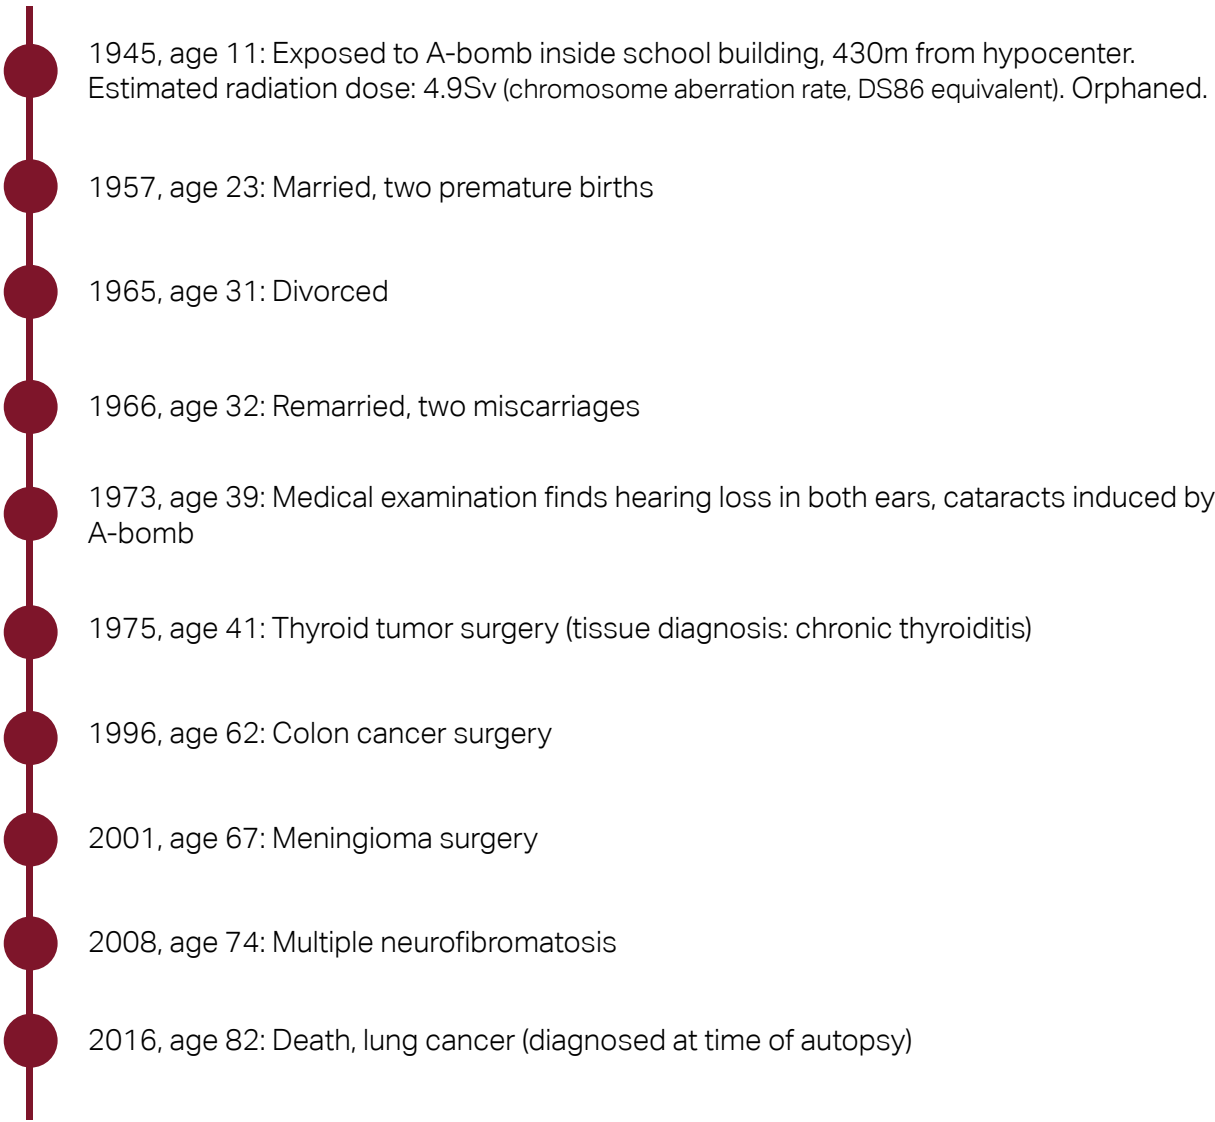 1945, age 11: Exposed to A-bomb inside school building, 430m from hypocenter.
Estimated radiation dose: 4.9Sv (chromosome aberration rate, DS86 equivalent). Orphaned.
1957, age 23: Married, two premature births
1965, age 31: Divorced
1966, age 32: Remarried, two miscarriages
1973, age 39: Medical examination finds hearing loss in both ears, cataracts induced by
A-bomb
1975, age 41: Thyroid tumor surgery (tissue diagnosis: chronic thyroiditis)
1996, age 62: Colon cancer surgery
2001, age 67: Meningioma surgery
2008, age 74: Multiple neurofibromatosis
2016, age 82: Death, lung cancer (diagnosed at time of autopsy)